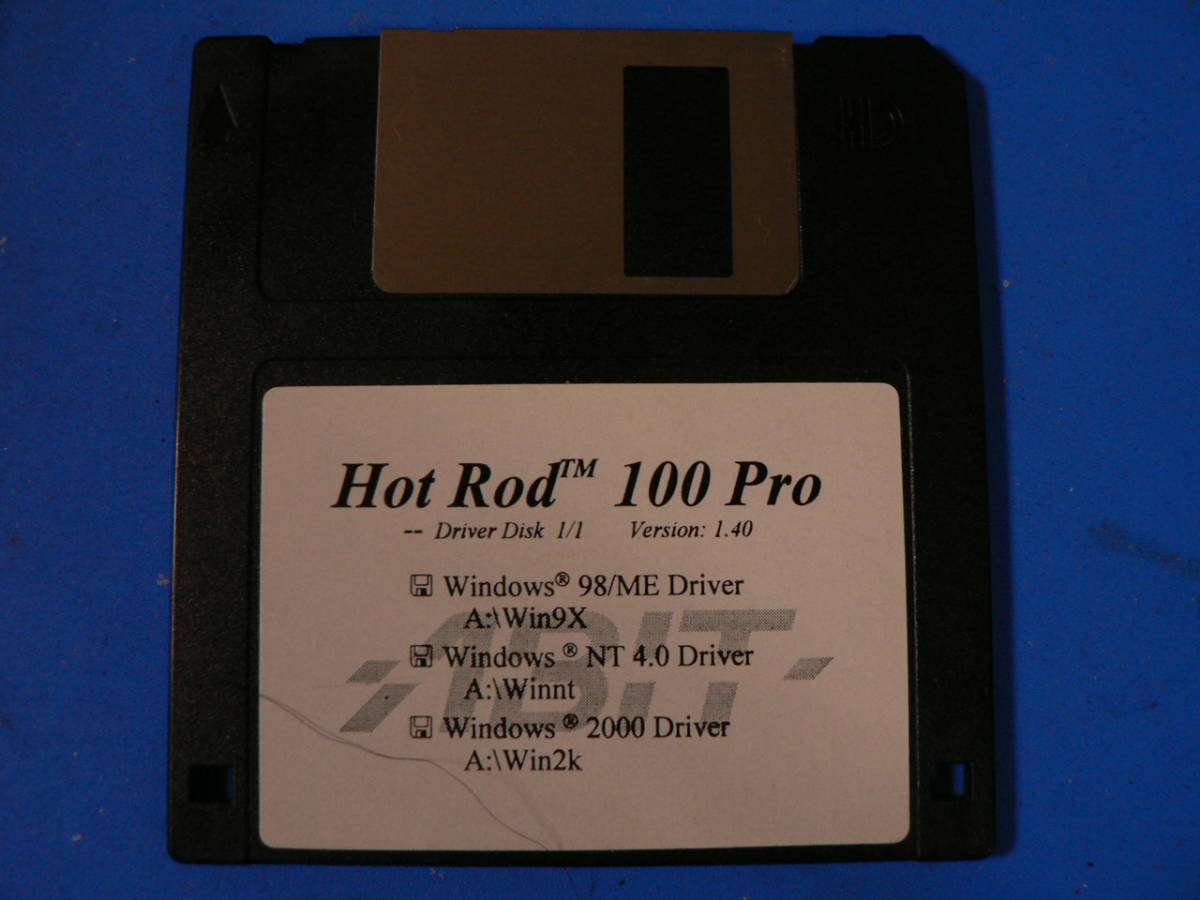 HD
Hot Rod™ 100 Pro
-- Driver Disk 1/1 Version: 1.40
Windows® 98/ME Driver
A:\Win9X
Windows ® NT 4.0 Driver
A:\Winnt
Windows ® 2000 Driver
A:\Win2k
ABIT